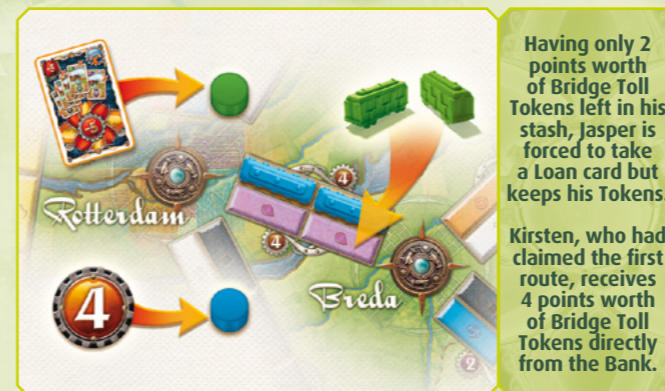 Having only 2
points worth
of Bridge Toll
Tokens left in his
stash, Jasper is
forced to take
a Loan card but
keeps his Tokens.
Kirsten, who had
claimed the first
route, receives
4 points worth
of Bridge Toll
Tokens directly
from the Bank.
4
Rotterdam
4
4
Breda
2